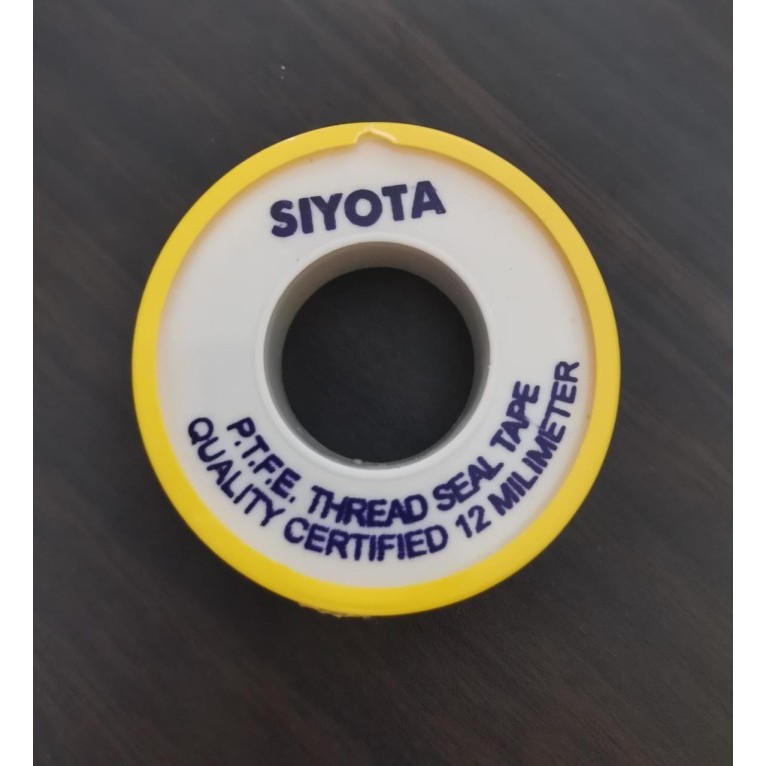 SIYOTA
P.T.F.E. THREAD SEAL TAPE
QUALITY CERTIFIED 12 MILIMETER